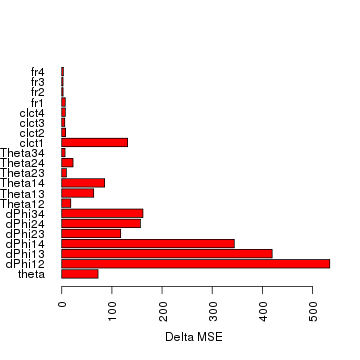 fr4
fr3
fr2
fr1
clct4
clct3
clct2
clct1
Theta34
Theta24
Theta23
Theta14
Theta13
Theta12
dPhi34
dPhi24
dPhi23
dPhi14
dPhi13
dPhi12
theta
0 100 200 300 400 500
Delta MSE